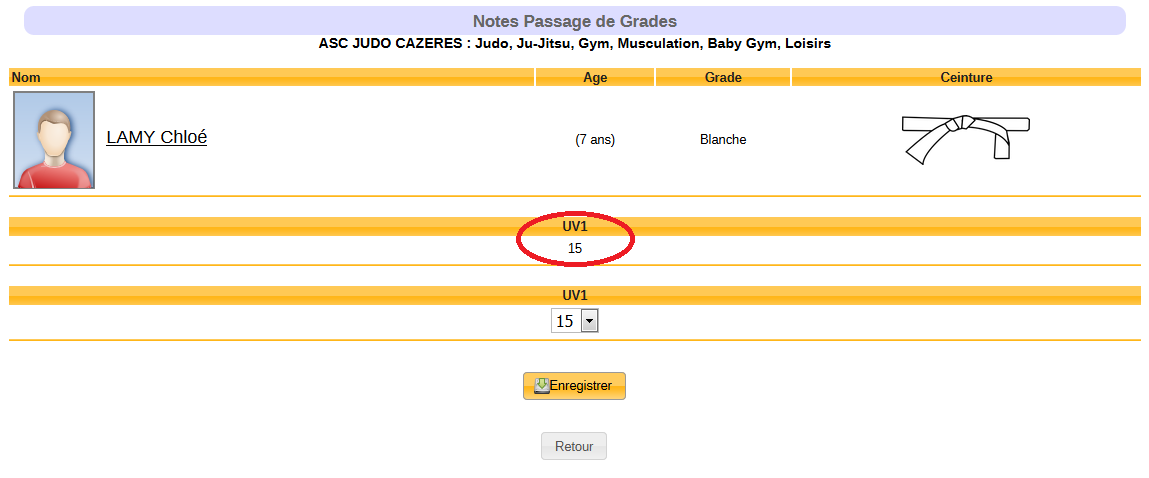 Notes Passage de Grades
ASC JUDO CAZERES : Judo, Ju-Jitsu, Gym, Musculation, Baby Gym, Loisirs
Nom Age Grade Ceinture
LAMY Chloé (7 ans) Blanche
UV1
15
UV1
15
Enregistrer
Retour